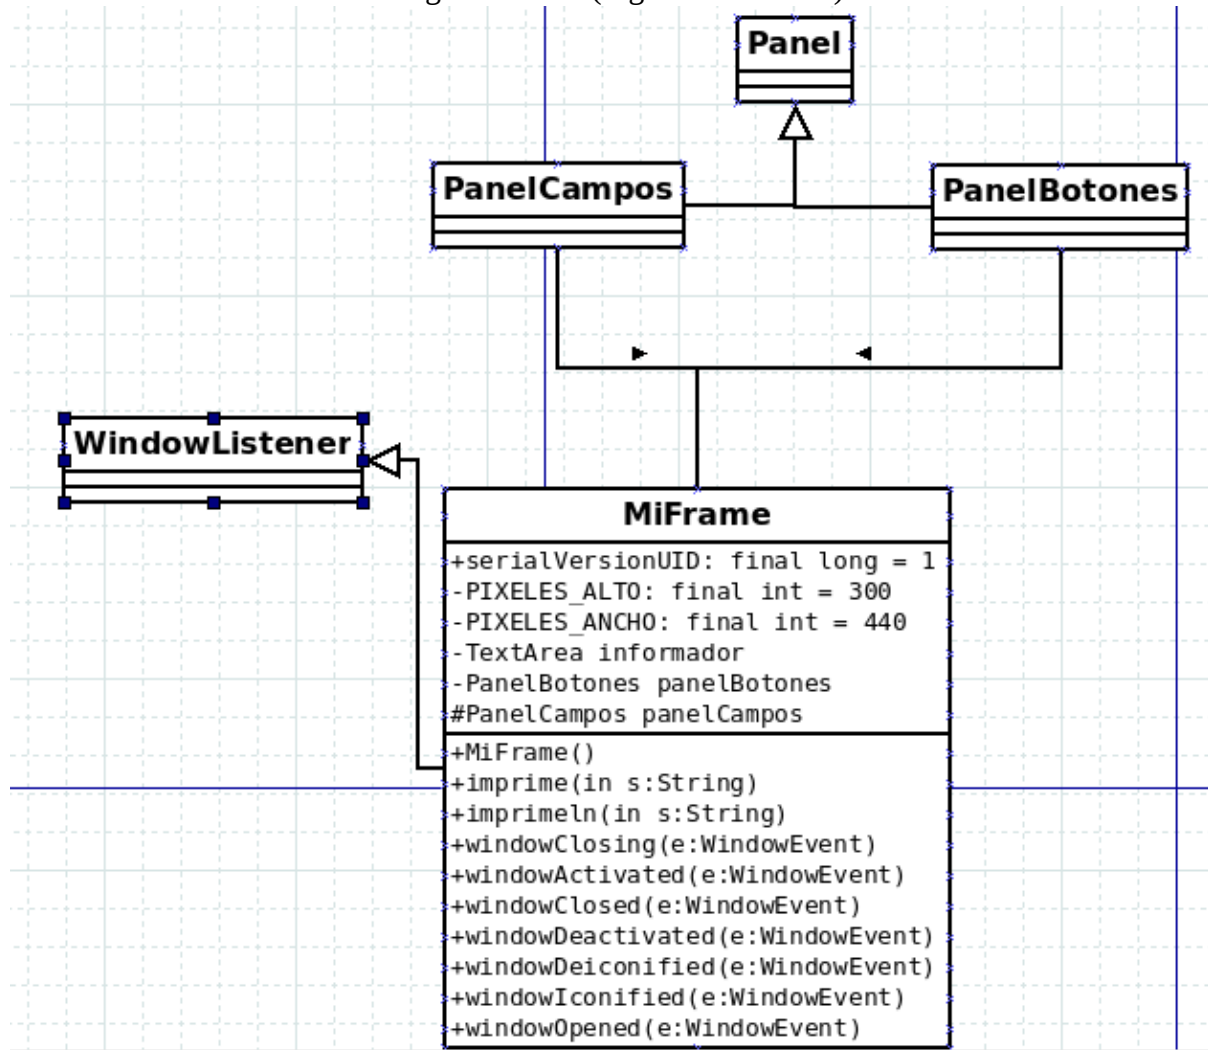 Panel
PanelCampos
PanelBotones
WindowListener
MiFrame
+serialVersionUID: final long = 1
-PIXELES_ALTO: final int = 300
-PIXELES_ANCHO: final int = 440
-TextArea informador
-PanelBotones panelBotones
#PanelCampos panelCampos
+MiFrame()
+imprime(in s:String)
+imprimeln(in s:String)
+windowClosing(e:WindowEvent)
+windowActivated(e:WindowEvent)
+windowClosed(e:WindowEvent)
+windowDeactivated(e:WindowEvent)
+windowDeiconified(e:WindowEvent)
+windowIconified(e:WindowEvent)
+windowOpened(e:WindowEvent)